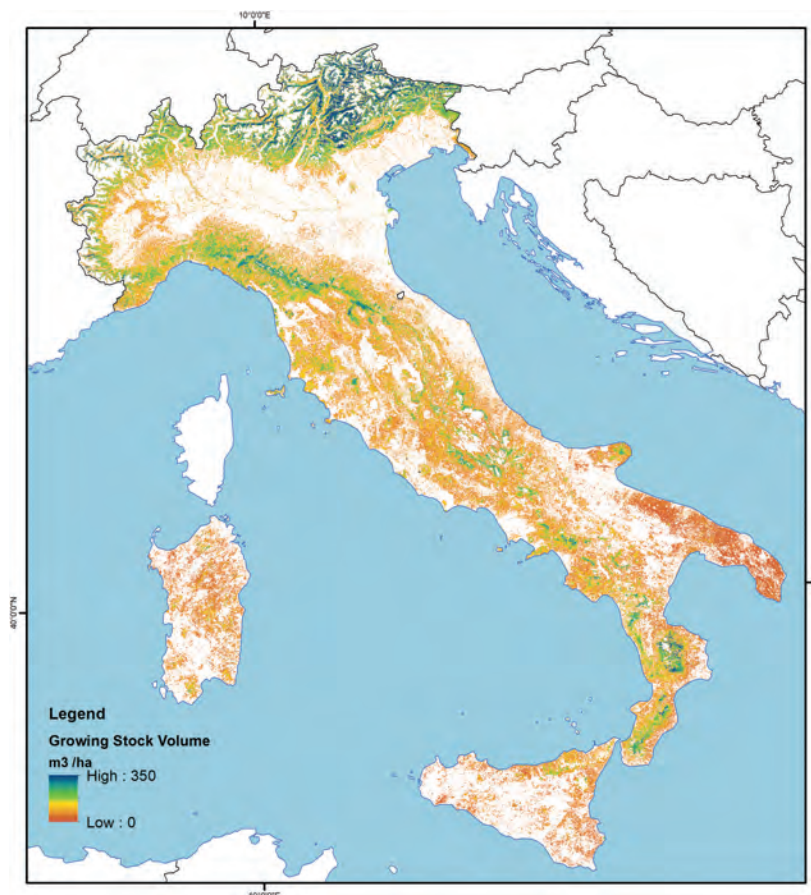 10°0'0"E
40°0'0"N
Legend
Growing Stock Volume
m3 /ha
High : 350
Low : 0